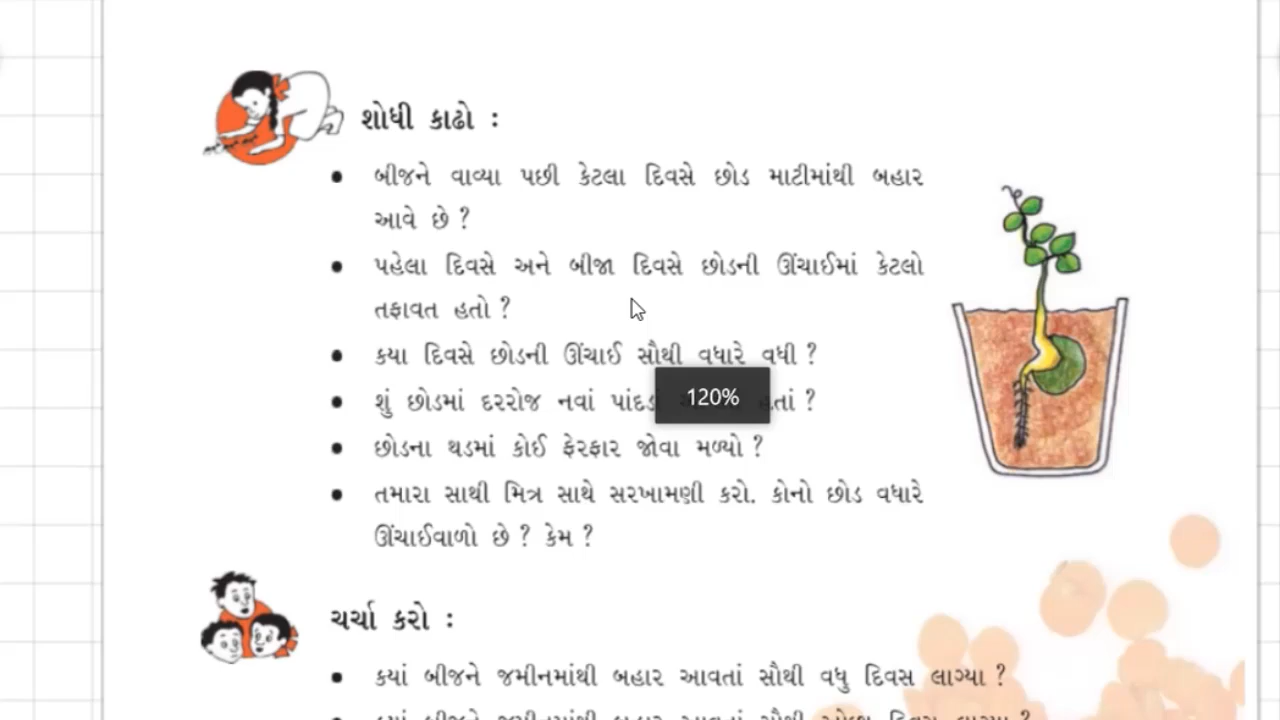 શોધી કાઢો :
• બીજને વાવ્યા પછી કેટલા દિવસે છોડ માટીમાંથી બહાર
આવે છે ?
• પહેલા દિવસે અને બીજા દિવસે છોડની ઊંચાઈમાં કેટલો
તફાવત હતો ?
• કયા દિવસે છોડની ઊંચાઈ સૌથી વધારે વધી ?
• શું છોડમાં દરરોજ નવાં
120%
• છોડના થડમાં કોઈ ફેરફાર જોવા મળ્યો ?
• તમારા સાથી મિત્ર સાથે સરખામણી કરો. કોનો છોડ વધારે
ઊંચાઈવાળો છે ? કેમ ?
ચર્ચા કરો :
• કયાં બીજને જમીનમાંથી બહાર આવતાં સૌથી વધુ દિવસ લાગ્યા ?